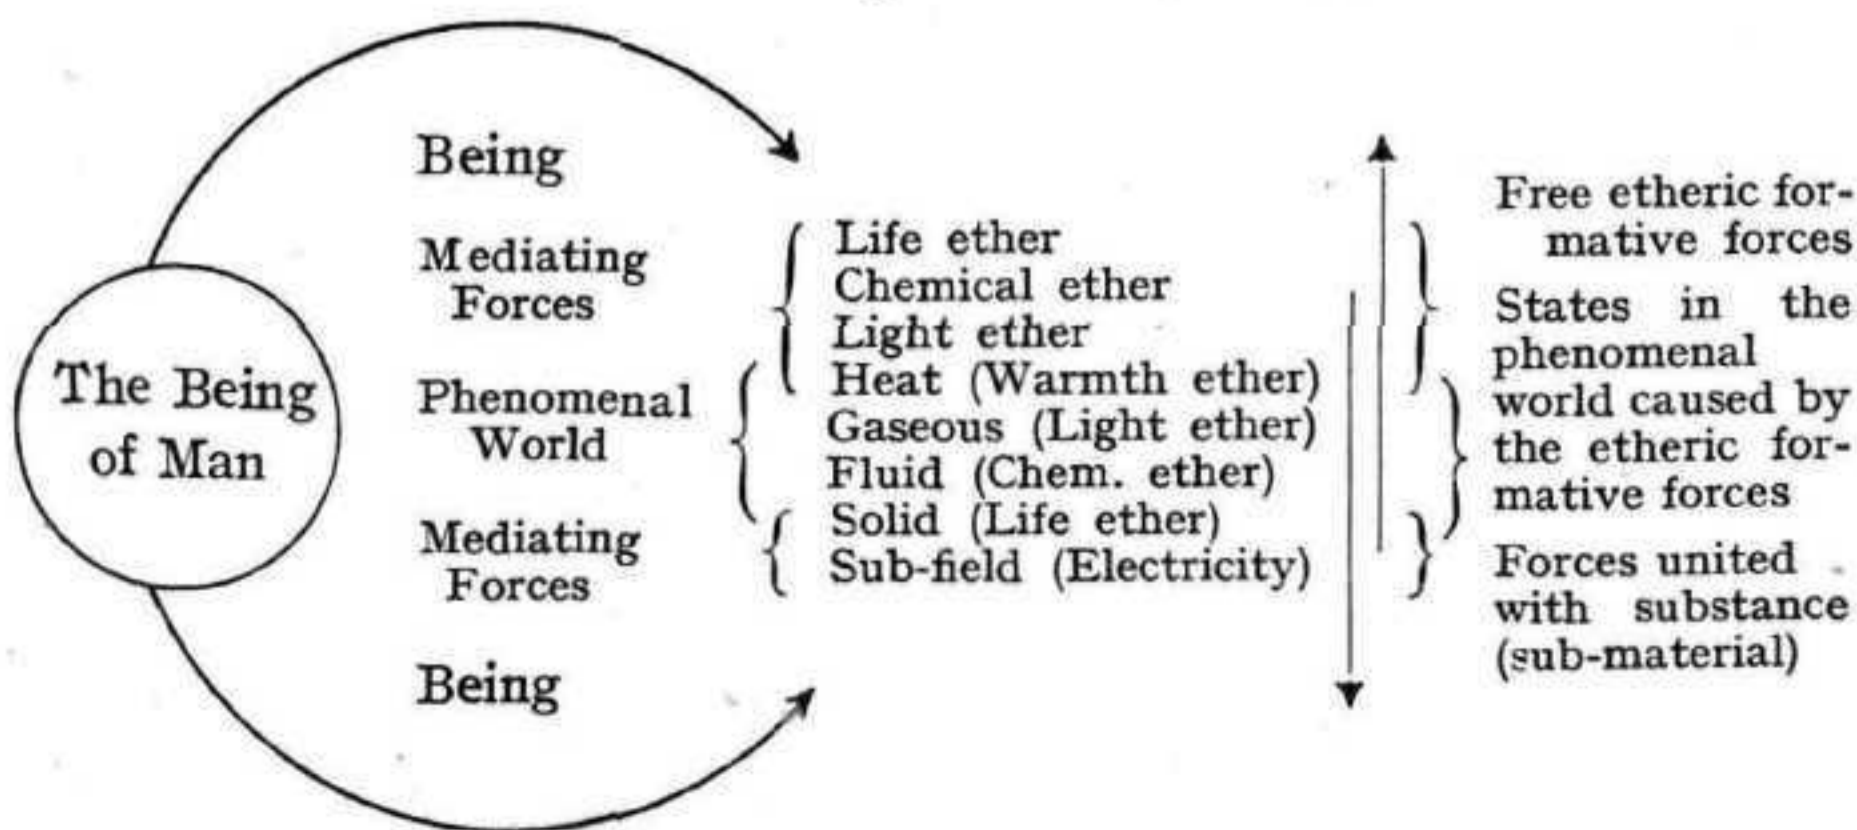 The Being
of Man
Being
Mediating
Forces
Phenomenal
World
Mediating
Forces
Being
Life ether
Chemical ether
Light ether
Heat (Warmth ether)
Gaseous (Light ether)
Fluid (Chem. ether)
Solid (Life ether)
Sub-field (Electricity)
Free etheric for-
mative forces
States in the
phenomenal
world caused by
the etheric for-
mative forces
Forces united
with substance
(sub-material)